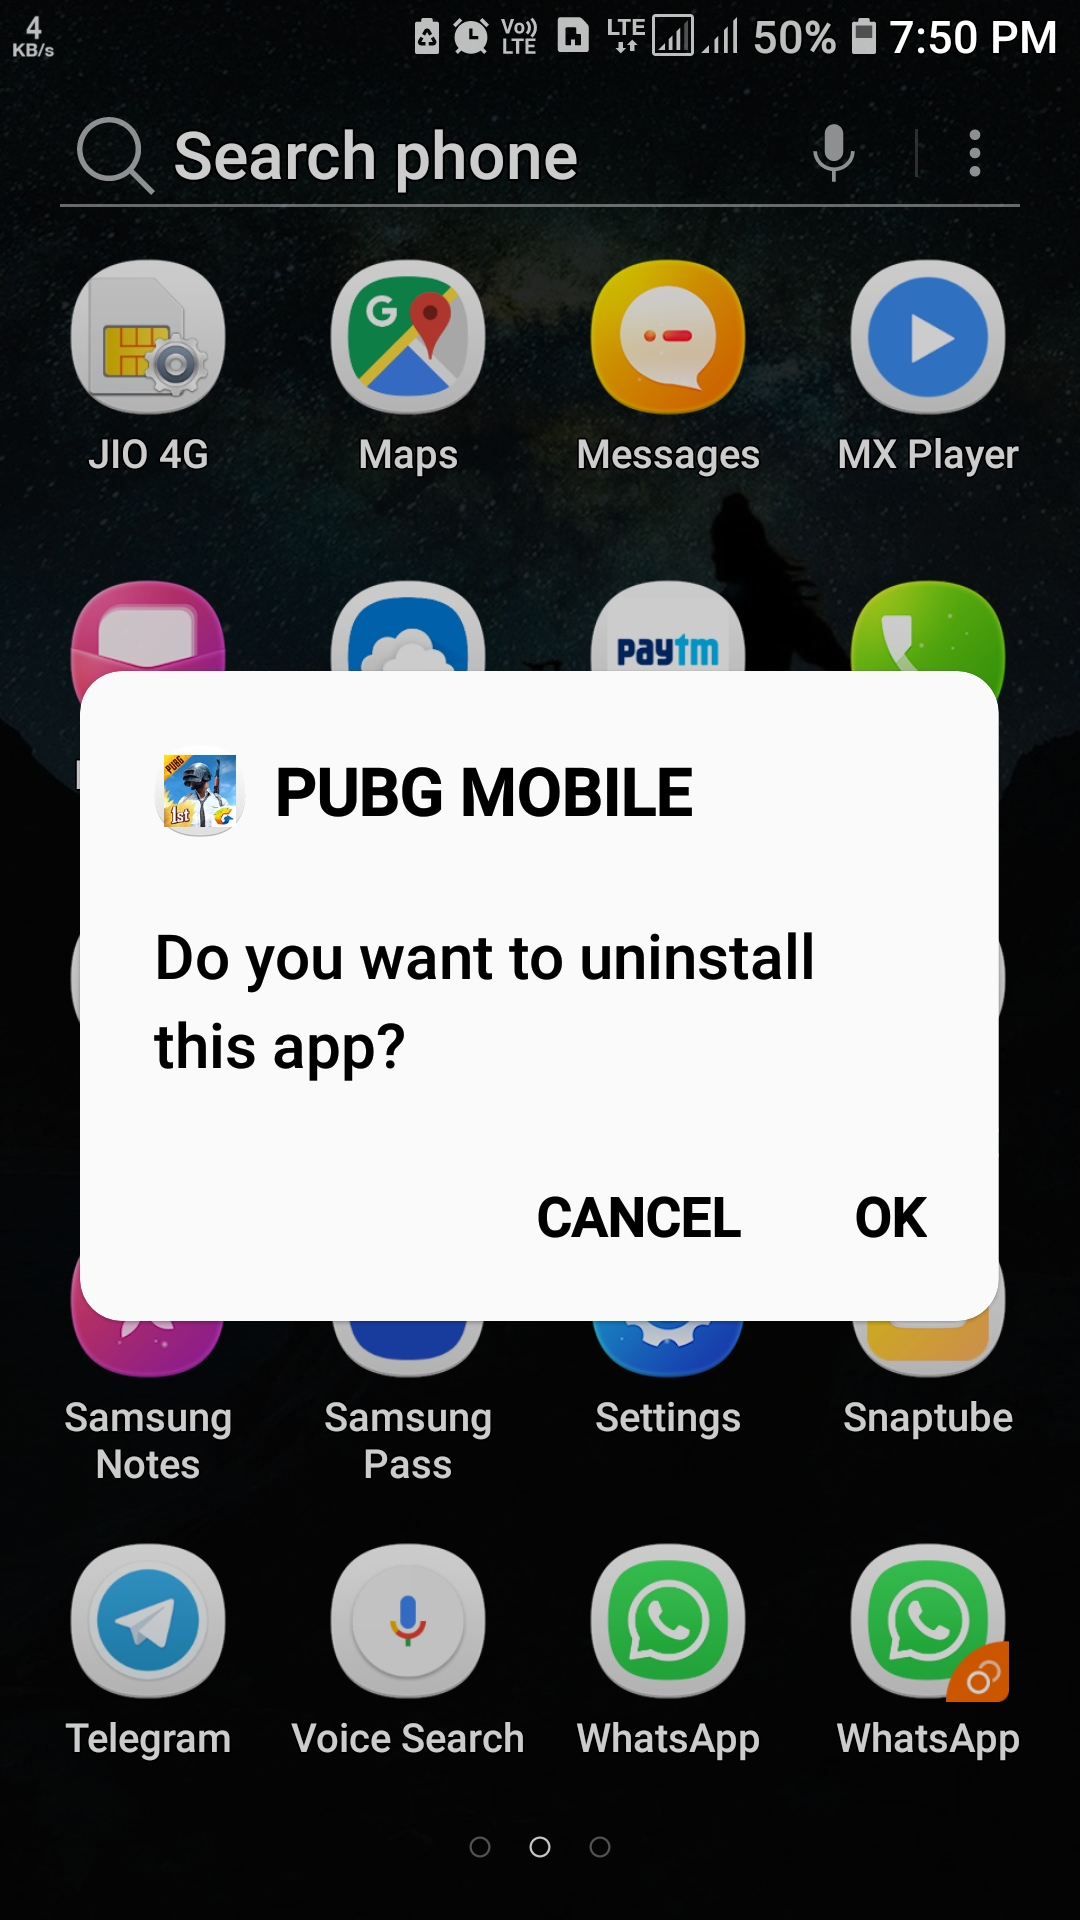 4
KB/s
Vo))
LTE
LTE
50%
7:50 PM
Search phone
G
JIO 4G
Maps
Messages
MX Player
paytm
PUBG
1st
PUBG MOBILE
Do you want to uninstall
this app?
CANCEL
OK
Samsung
Notes
Samsung
Pass
Settings
Snaptube
Telegram
Voice Search
WhatsApp
WhatsApp